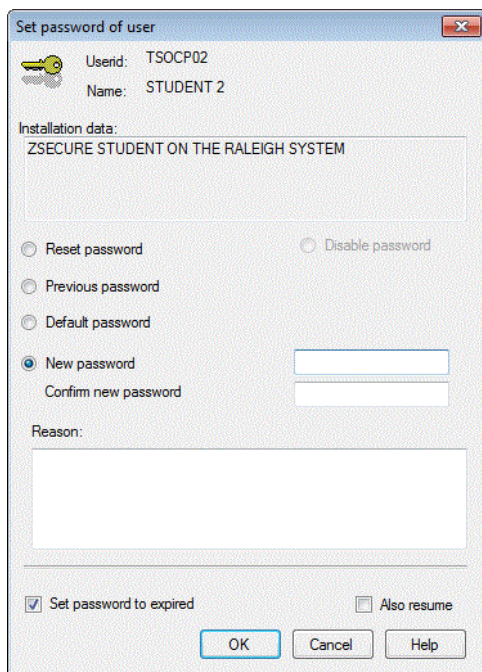 Set password of user
Userid: TSOCP02
Name: STUDENT 2
Installation data:
ZSECURE STUDENT ON THE RALEIGH SYSTEM
Reset password Disable password
Previous password
Default password
New password
Confirm new password
Reason:
Set password to expired Also resume
OK Cancel Help